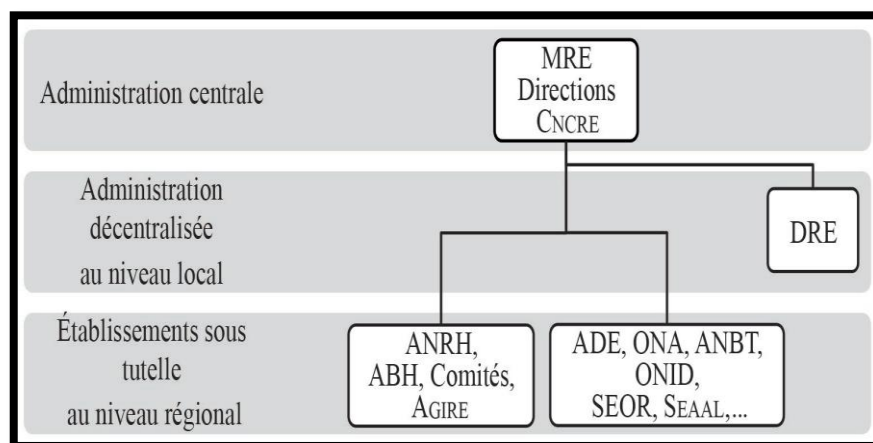 Administration centrale
MRE
Directions
CNCRE
Administration
décentralisée
au niveau local
DRE
Établissements sous
tutelle
au niveau régional
ANRH,
ABH, Comités,
AGIRE
ADE, ONA, ANBT,
ONID,
SEOR, SEAAL,...